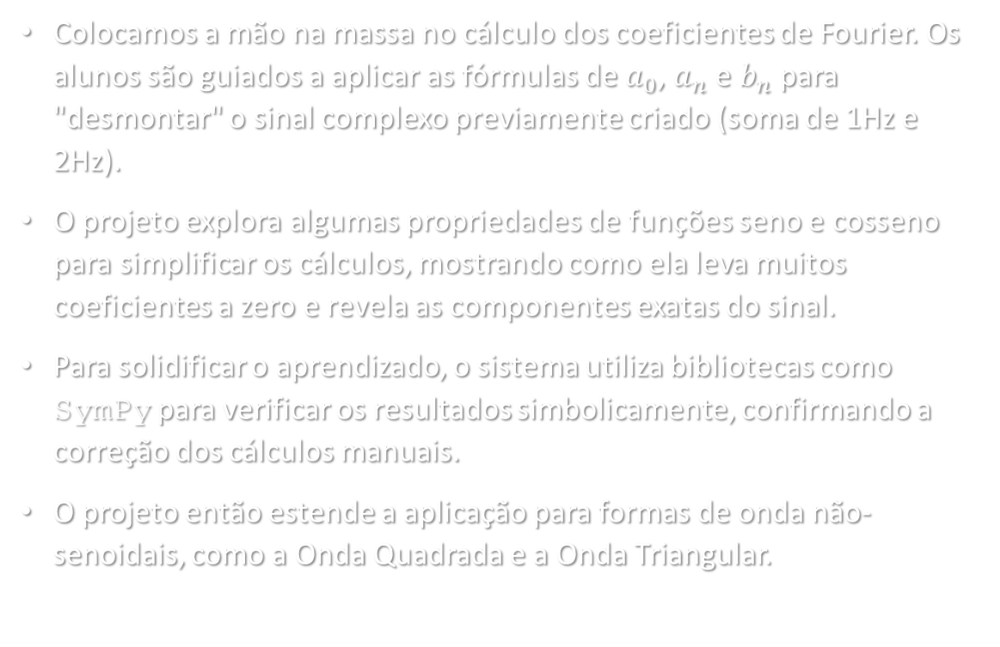 • Colocamos a mão na massa no cálculo dos coeficientes de Fourier. Os
alunos são guiados a aplicar as fórmulas de a₀, aₙ e bₙ para
"desmontar" o sinal complexo previamente criado (soma de 1Hz e
2Hz).
• O projeto explora algumas propriedades de funções seno e cosseno
para simplificar os cálculos, mostrando como ela leva muitos
coeficientes a zero e revela as componentes exatas do sinal.
• Para solidificar o aprendizado, o sistema utiliza bibliotecas como
SymPy para verificar os resultados simbolicamente, confirmando a
correção dos cálculos manuais.
• O projeto então estende a aplicação para formas de onda não-
senoidais, como a Onda Quadrada e a Onda Triangular.